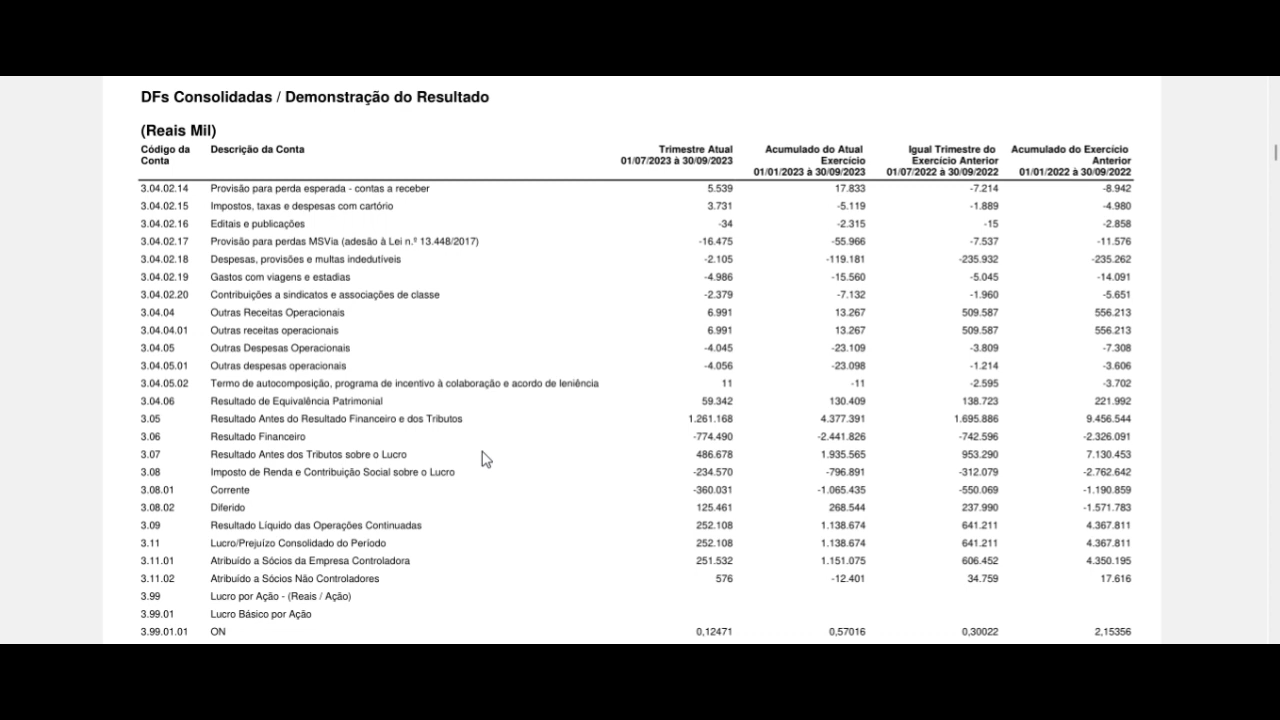 DFs Consolidadas / Demonstração do Resultado
(Reais Mil)
Código da Conta Descrição da Conta Trimestre Atual 01/07/2023 à 30/09/2023 Acumulado do Atual Exercício 01/01/2023 à 30/09/2023 Igual Trimestre do Exercício Anterior 01/07/2022 à 30/09/2022 Acumulado do Exercício Anterior 01/01/2022 à 30/09/2022
3.04.02.14 Provisão para perda esperada - contas a receber 5.539 17.833 -7.214 -8.942
3.04.02.15 Impostos, taxas e despesas com cartório 3.731 -5.119 -1.889 -4.980
3.04.02.16 Editais e publicações -34 -2.315 -15 -2.858
3.04.02.17 Provisão para perdas MSVia (adesão à Lei n.º 13.448/2017) -16.475 -55.966 -7.537 -11.576
3.04.02.18 Despesas, provisões e multas indedutíveis -2.105 -119.181 -235.932 -235.262
3.04.02.19 Gastos com viagens e estadias -4.986 -15.560 -5.045 -14.091
3.04.02.20 Contribuições a sindicatos e associações de classe -2.379 -7.132 -1.960 -5.651
3.04.04 Outras Receitas Operacionais 6.991 13.267 509.587 556.213
3.04.04.01 Outras receitas operacionais 6.991 13.267 509.587 556.213
3.04.05 Outras Despesas Operacionais -4.045 -23.109 -3.809 -7.308
3.04.05.01 Outras despesas operacionais -4.056 -23.098 -1.214 -3.606
3.04.05.02 Termo de autocomposição, programa de incentivo à colaboração e acordo de leniência 11 -11 -2.595 -3.702
3.04.06 Resultado de Equivalência Patrimonial 59.342 130.409 138.723 221.992
3.05 Resultado Antes do Resultado Financeiro e dos Tributos 1.261.168 4.377.391 1.695.886 9.456.544
3.06 Resultado Financeiro -774.490 -2.441.826 -742.596 -2.326.091
3.07 Resultado Antes dos Tributos sobre o Lucro 486.678 1.935.565 953.290 7.130.453
3.08 Imposto de Renda e Contribuição Social sobre o Lucro -234.570 -796.891 -312.079 -2.762.642
3.08.01 Corrente -360.031 -1.065.435 -550.069 -1.190.859
3.08.02 Diferido 125.461 268.544 237.990 -1.571.783
3.09 Resultado Líquido das Operações Continuadas 252.108 1.138.674 641.211 4.367.811
3.11 Lucro/Prejuízo Consolidado do Período 252.108 1.138.674 641.211 4.367.811
3.11.01 Atribuído a Sócios da Empresa Controladora 251.532 1.151.075 606.452 4.350.195
3.11.02 Atribuído a Sócios Não Controladores 576 -12.401 34.759 17.616
3.99 Lucro por Ação - (Reais / Ação)
3.99.01 Lucro Básico por Ação
3.99.01.01 ON 0,12471 0,57016 0,30022 2,15356